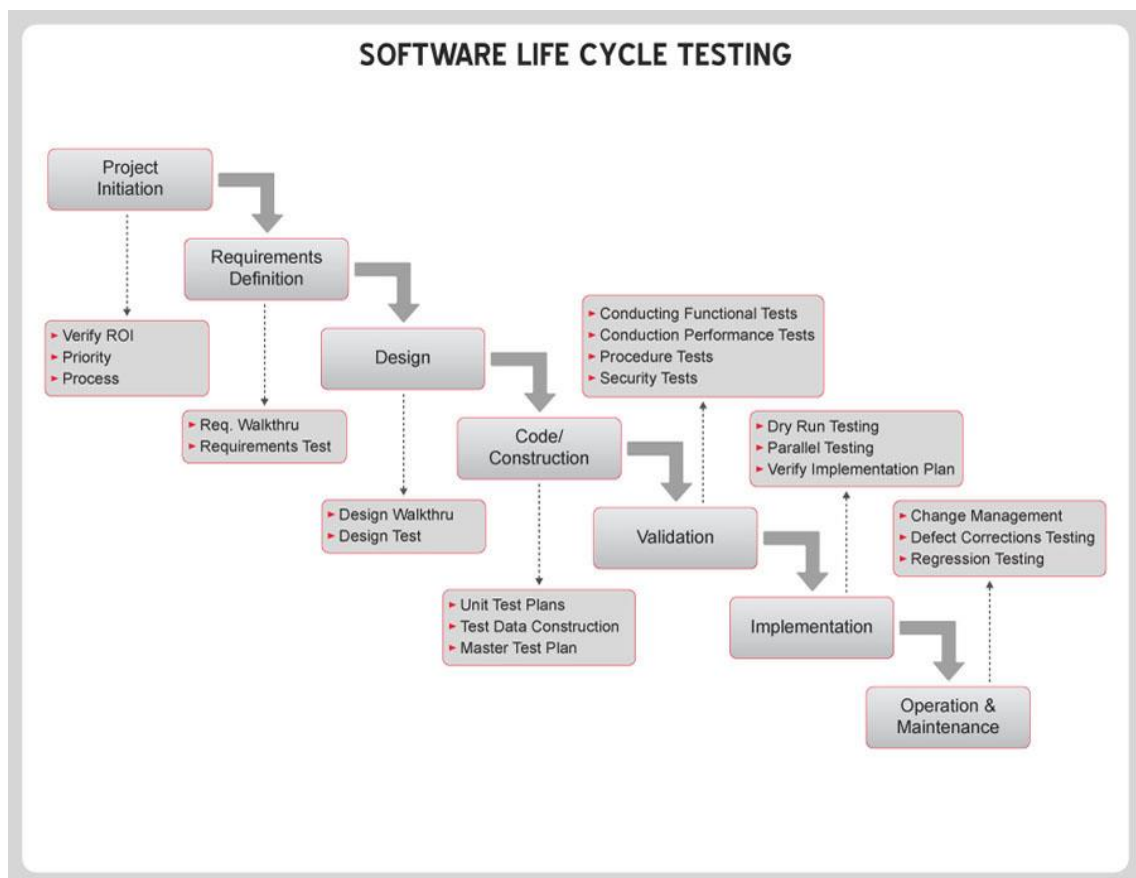 SOFTWARE LIFE CYCLE TESTING
Project
Initiation
Verify ROI
Priority
Process
Requirements
Definition
Req. Walkthru
Requirements Test
Design
Design Walkthru
Design Test
Code/
Construction
Unit Test Plans
Test Data Construction
Master Test Plan
Conducting Functional Tests
Conduction Performance Tests
Procedure Tests
Security Tests
Validation
Dry Run Testing
Parallel Testing
Verify Implementation Plan
Implementation
Change Management
Defect Corrections Testing
Regression Testing
Operation &
Maintenance